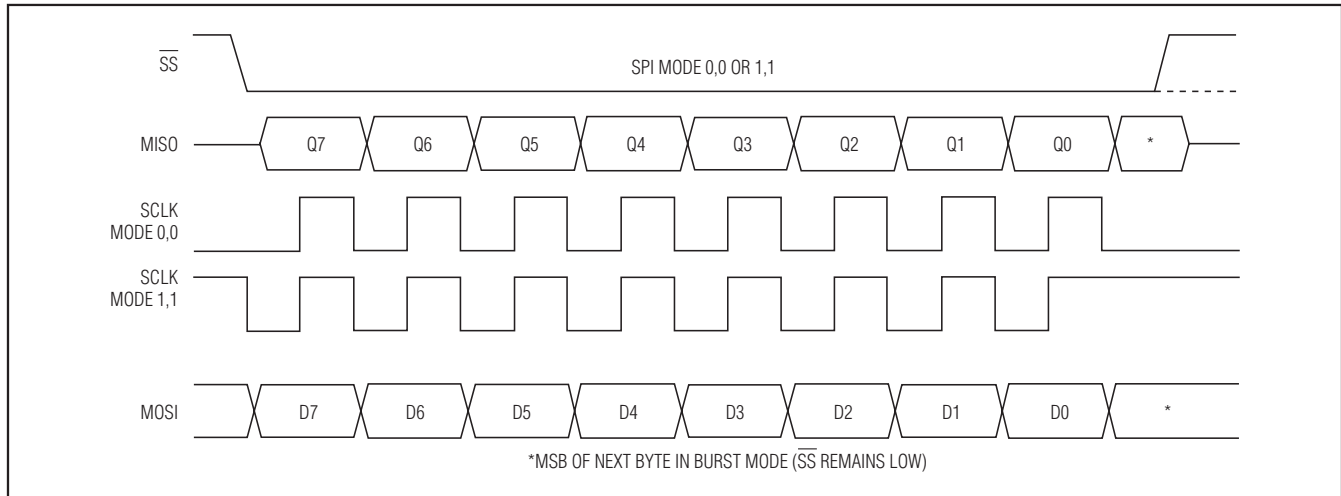 SS
SPI MODE 0,0 OR 1,1
MISO Q7 Q6 Q5 Q4 Q3 Q2 Q1 Q0 *
SCLK
MODE 0,0
SCLK
MODE 1,1
MOSI D7 D6 D5 D4 D3 D2 D1 D0 *
*MSB OF NEXT BYTE IN BURST MODE (SS REMAINS LOW)